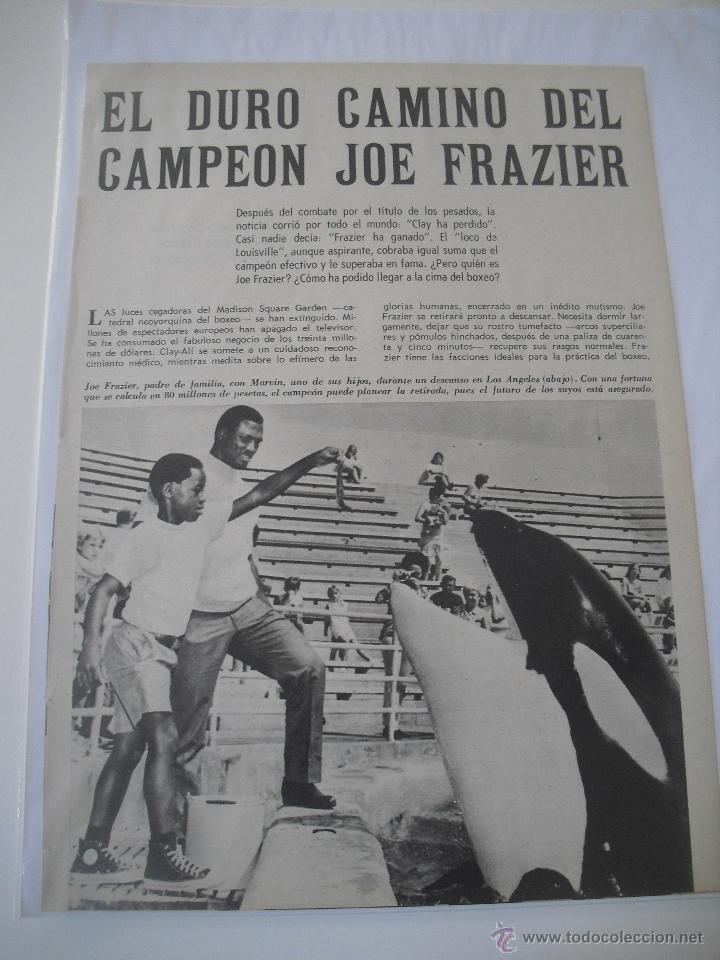 EL DURO CAMINO DEL
CAMPEON JOE FRAZIER
Después del combate por el título de los pesados, la
noticia corrió por todo el mundo: "Clay ha perdido".
Casi nadie decía: "Frazier ha ganado". El "loco de
Louisville", aunque aspirante, cobraba igual suma que el
campeón efectivo y le superaba en fama. ¿Pero quién es
Joe Frazier? ¿Cómo ha podido llegar a la cima del boxeo?
LAS luces cegadoras del Madison Square Garden —ca-
tedral neoyorquina del boxeo— se han extinguido. Mi-
llones de espectadores europeos han apagado el televisor.
Se ha consumado el fabuloso negocio de los treinta millo-
nes de dólares. Clay-Alí se somete a un cuidadoso recono-
cimiento médico, mientras medita sobre lo efímero de las
glorias humanas, encerrado en un inédito mutismo. Joe
Frazier se retirará pronto a descansar. Necesita dormir lar-
gamente, dejar que su rostro tumefacto —arcos supercilia-
res y pómulos hinchados, después de una paliza de cuaren-
ta y cinco minutos— recupere sus rasgos normales. Fra-
zier tiene las facciones ideales para la práctica del boxeo,
Joe Frazier, padre de familia, con Marvin, uno de sus hijos, durante un descanso en Los Angeles (abajo). Con una fortuna
que se calcula en 80 millones de pesetas, el campeón puede planear la retirada, pues el futuro de los suyos está asegurado.
© www.todocoleccion.net